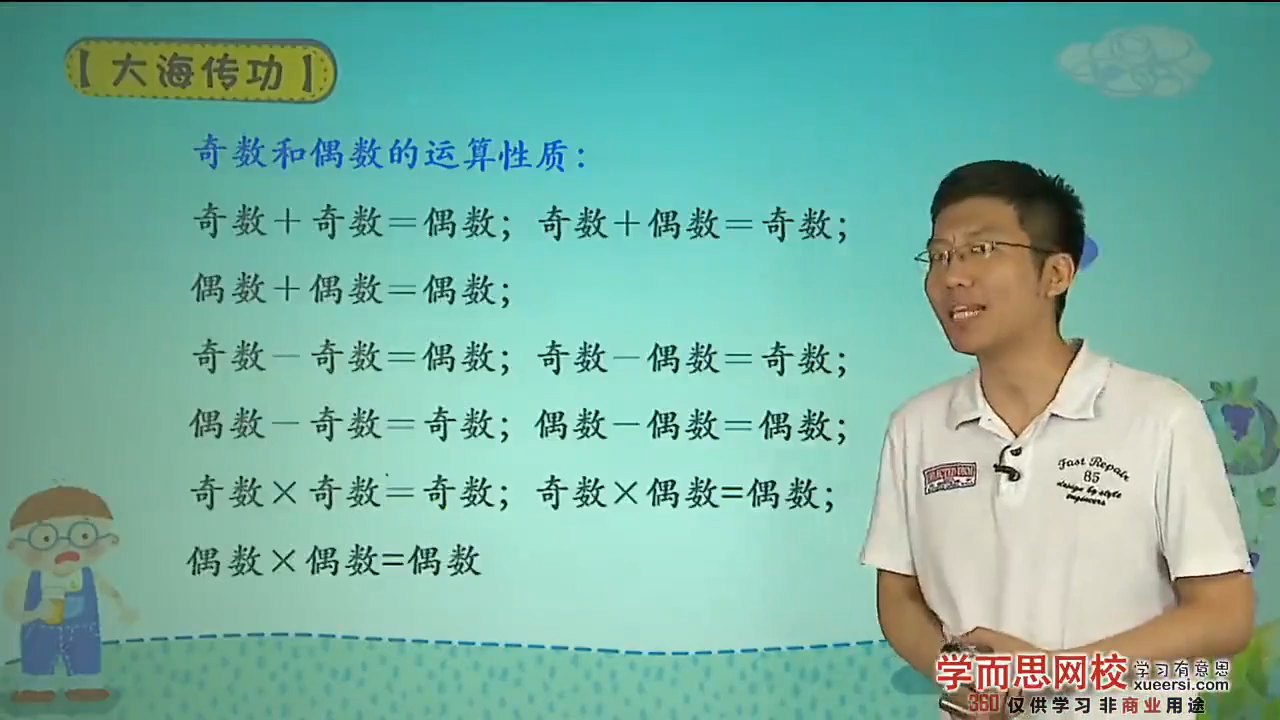 【大海传功】
奇数和偶数的运算性质：
奇数＋奇数＝偶数；奇数＋偶数＝奇数；
偶数＋偶数＝偶数；
奇数－奇数＝偶数；奇数－偶数＝奇数；
偶数－奇数＝奇数；偶数－偶数＝偶数；
奇数×奇数＝奇数；奇数×偶数=偶数；
偶数×偶数=偶数
Fast Repair
85
design by style
engineers
学而思网校 学习有意思
xueersi.com
360 仅供学习 非商业用途